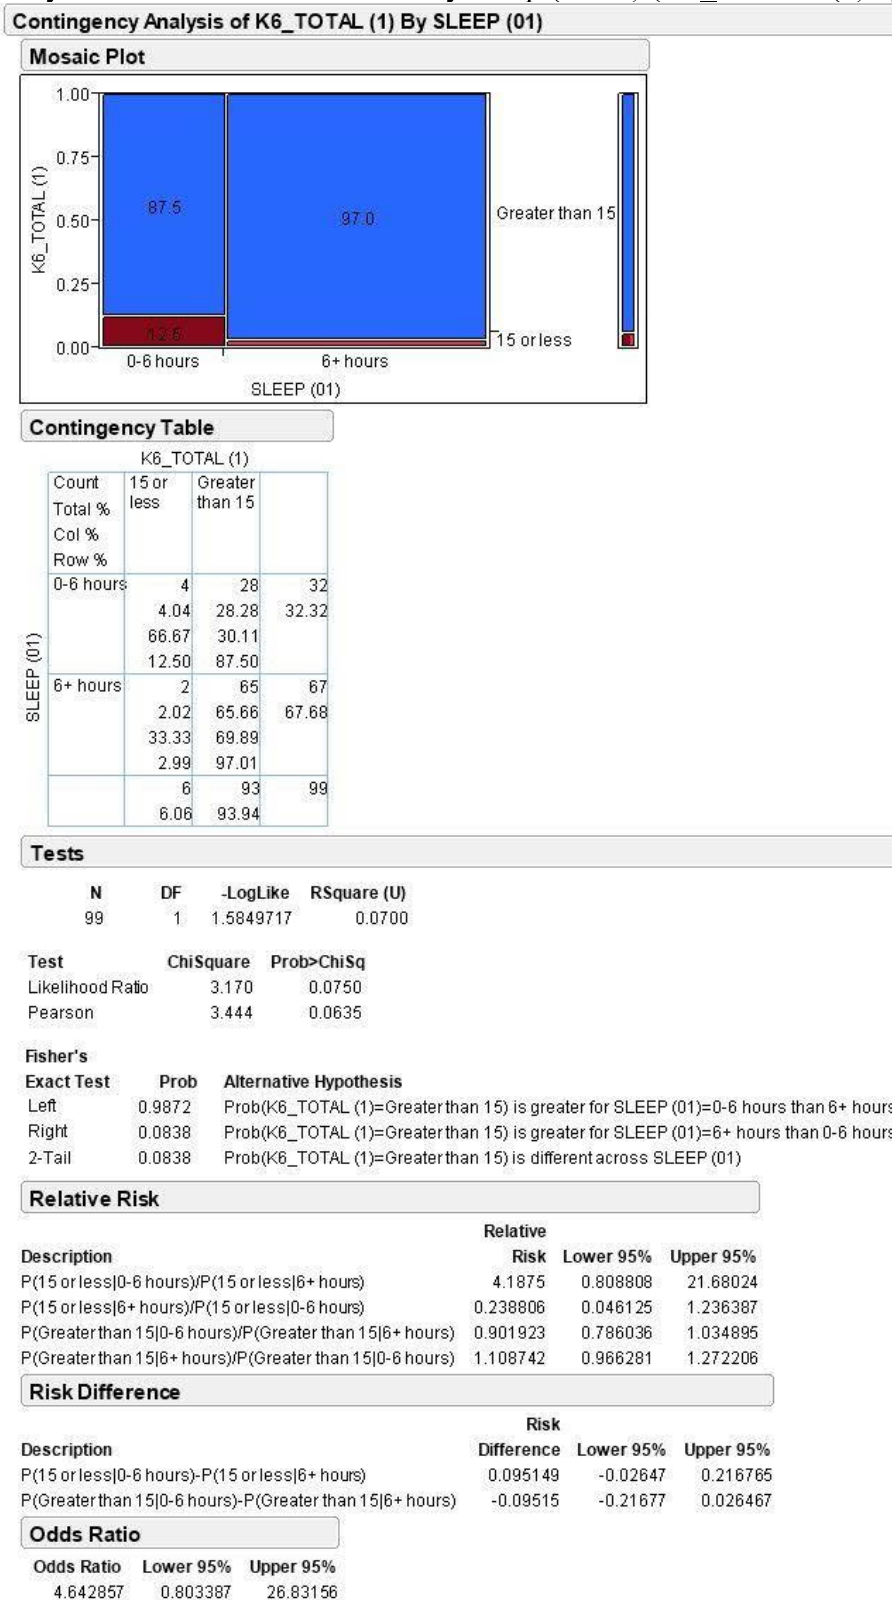 Contingency Analysis of K6_TOTAL (1) By SLEEP (01)
Mosaic Plot
1.00
0.75
0.50
0.25
0.00
K6_TOTAL (1)
87.5
97.0
12.5
Greater than 15
15 or less
0-6 hours 6+ hours
SLEEP (01)
Contingency Table
K6_TOTAL (1)
SLEEP (01)
Count 15 or Greater
Total % less than 15
Col %
Row %
0-6 hours 4 28 32
4.04 28.28 32.32
66.67 30.11
12.50 87.50
6+ hours 2 65 67
2.02 65.66 67.68
33.33 69.89
2.99 97.01
6 93 99
6.06 93.94
Tests
N DF -LogLike RSquare (U)
99 1 1.5849717 0.0700
Test ChiSquare Prob>ChiSq
Likelihood Ratio 3.170 0.0750
Pearson 3.444 0.0635
Fisher's
Exact Test Prob Alternative Hypothesis
Left 0.9872 Prob(K6_TOTAL (1)=Greater than 15) is greater for SLEEP (01)=0-6 hours than 6+ hours
Right 0.0838 Prob(K6_TOTAL (1)=Greater than 15) is greater for SLEEP (01)=6+ hours than 0-6 hours
2-Tail 0.0838 Prob(K6_TOTAL (1)=Greater than 15) is different across SLEEP (01)
Relative Risk
Relative
Description Risk Lower 95% Upper 95%
P(15 or less|0-6 hours)/P(15 or less|6+ hours) 4.1875 0.808808 21.68024
P(15 or less|6+ hours)/P(15 or less|0-6 hours) 0.238806 0.046125 1.236387
P(Greater than 15|0-6 hours)/P(Greater than 15|6+ hours) 0.901923 0.786036 1.034895
P(Greater than 15|6+ hours)/P(Greater than 15|0-6 hours) 1.108742 0.966281 1.272206
Risk Difference
Risk
Description Difference Lower 95% Upper 95%
P(15 or less|0-6 hours)-P(15 or less|6+ hours) 0.095149 -0.02647 0.216765
P(Greater than 15|0-6 hours)-P(Greater than 15|6+ hours) -0.09515 -0.21677 0.026467
Odds Ratio
Odds Ratio Lower 95% Upper 95%
4.642857 0.803387 26.83156